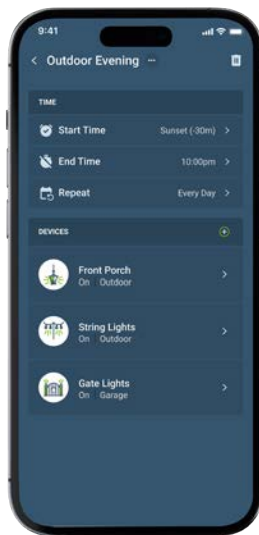 9:41
Outdoor Evening
TIME
Start Time Sunset (-30m)
End Time 10:00pm
Repeat Every Day
DEVICES
Front Porch
On Outdoor
String Lights
On Outdoor
Gate Lights
On Garage